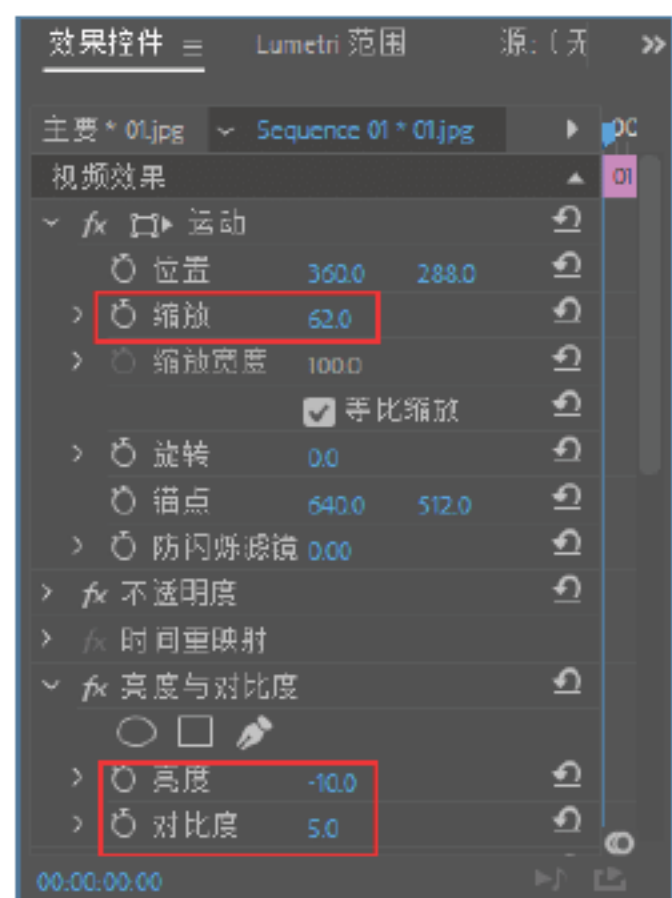 效果控件 Lumetri 范围 源:(无
主要 * 01.jpg Sequence 01 * 01.jpg
视频效果 01
fx 运动
位置 360.0 288.0
缩放 62.0
缩放宽度 100.0
等比缩放
旋转 0.0
锚点 640.0 512.0
防闪烁滤镜 0.00
fx 不透明度
fx 时间重映射
fx 亮度与对比度
亮度 -10.0
对比度 5.0
00:00:00:00